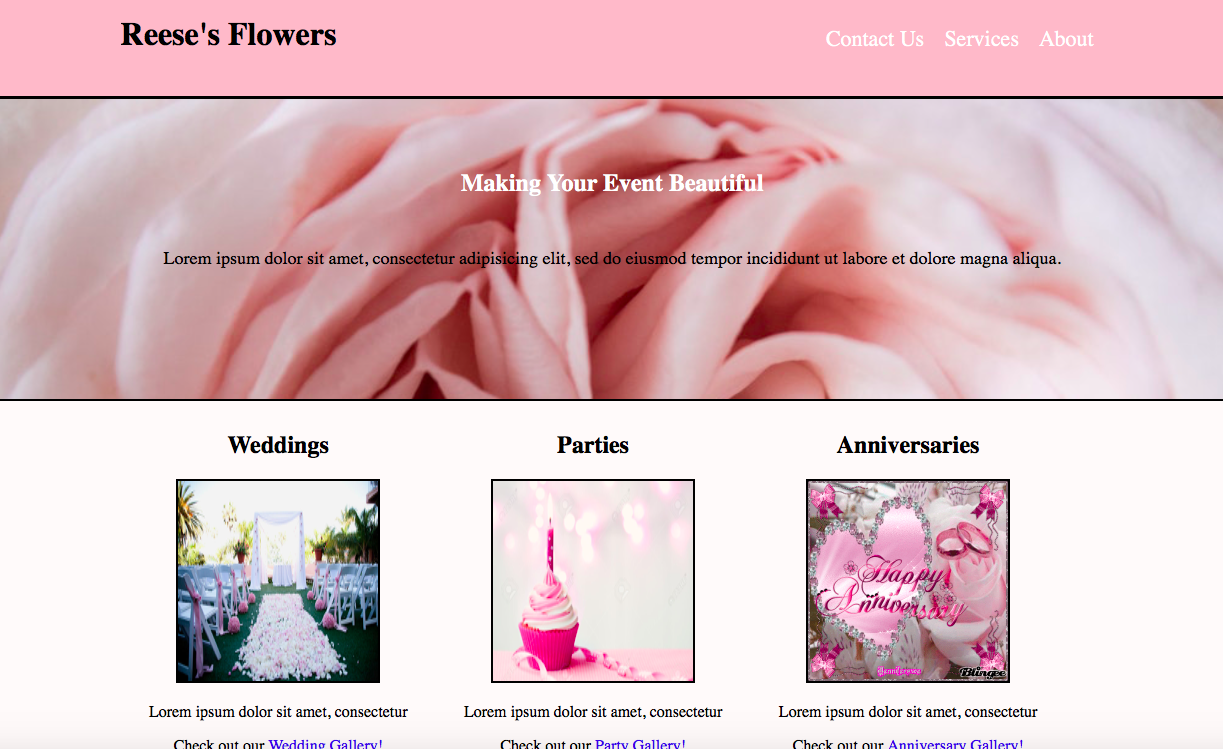 Reese's Flowers
Contact Us Services About
Making Your Event Beautiful
Lorem ipsum dolor sit amet, consectetur adipisicing elit, sed do eiusmod tempor incididunt ut labore et dolore magna aliqua.
Weddings
Parties
Anniversaries
Happy
Anniversary
Blingee
Lorem ipsum dolor sit amet, consectetur
Lorem ipsum dolor sit amet, consectetur
Lorem ipsum dolor sit amet, consectetur
Check out our Wedding Gallery!
Check out our Party Gallery!
Check out our Anniversary Gallery!